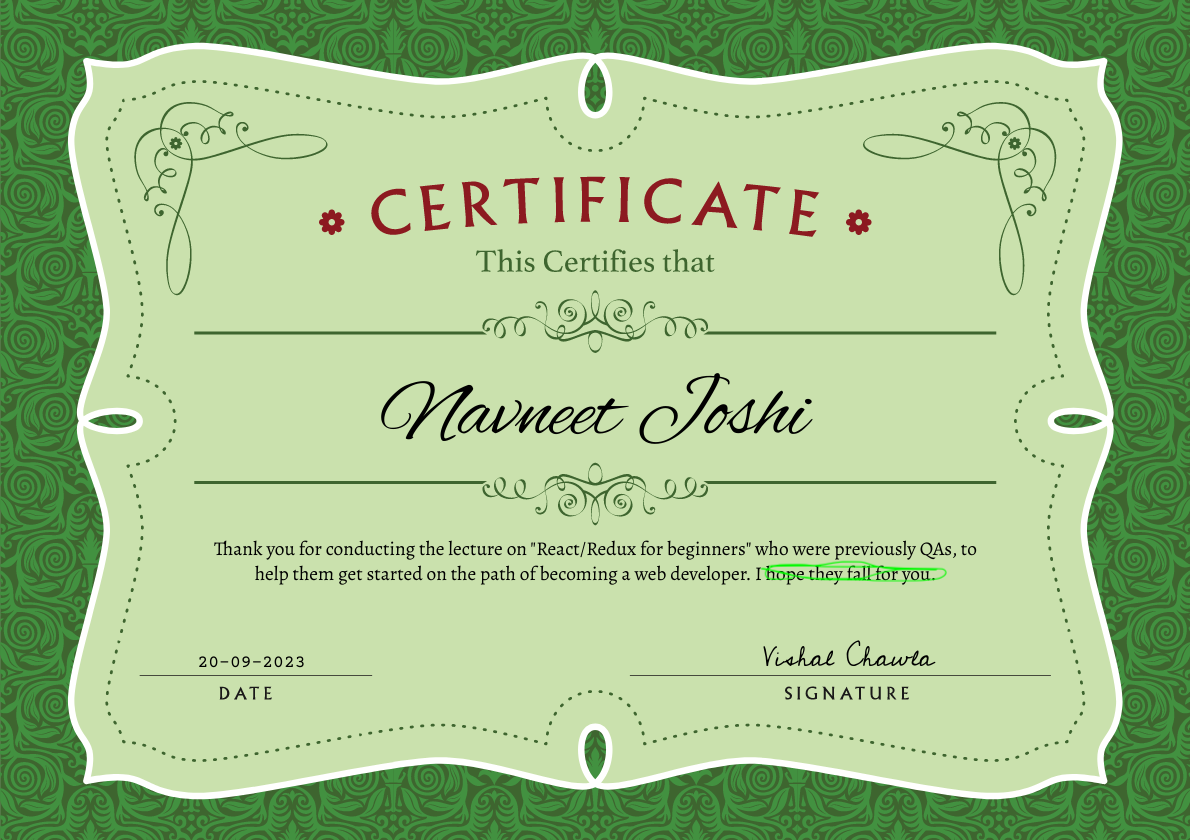 CERTIFICATE
This Certifies that
Navneet Joshi
Thank you for conducting the lecture on "React/Redux for beginners" who were previously QAs, to
help them get started on the path of becoming a web developer. I hope they fall for you.
20-09-2023
Vishal Chawla
DATE
SIGNATURE